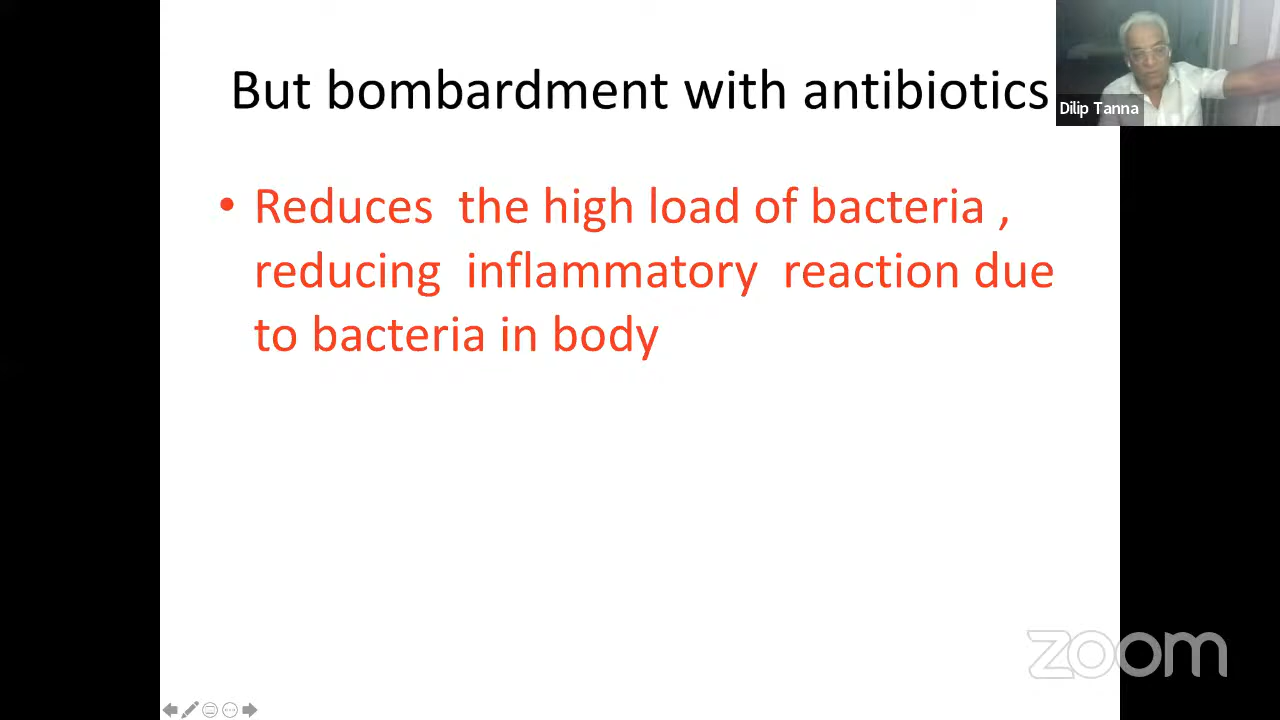 But bombardment with antibiotics
Dilip Tanna
• Reduces the high load of bacteria ,
reducing inflammatory reaction due
to bacteria in body
zoom